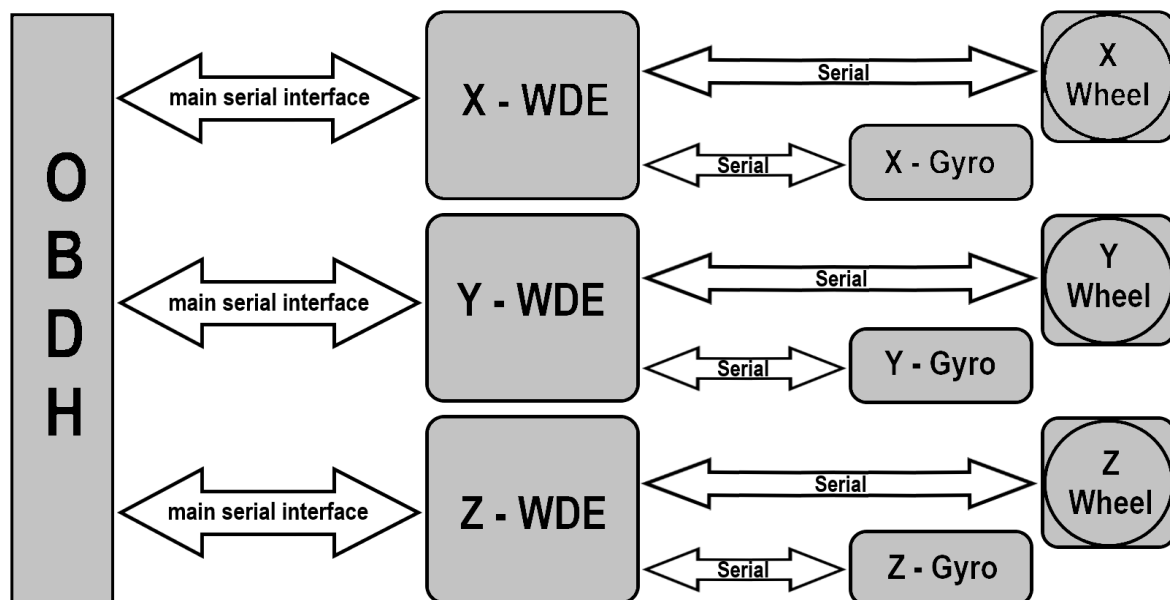 O
B
D
H
main serial interface
X - WDE
Serial
X
Wheel
Serial
X - Gyro
main serial interface
Y - WDE
Serial
Y
Wheel
Serial
Y - Gyro
main serial interface
Z - WDE
Serial
Z
Wheel
Serial
Z - Gyro